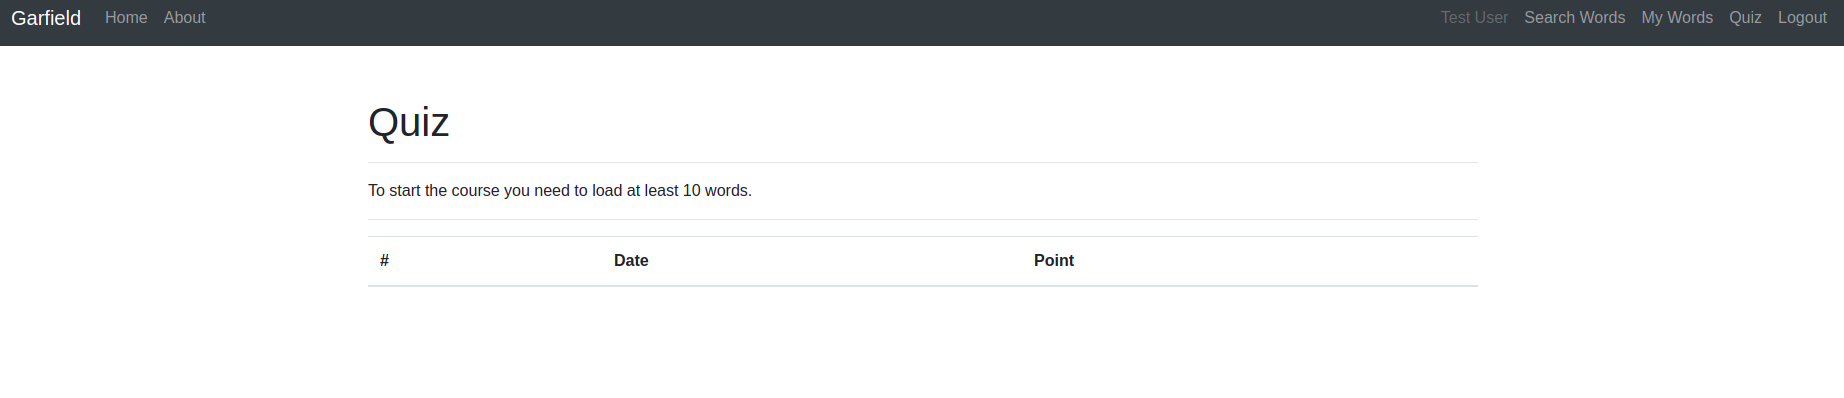 Garfield Home About Test User Search Words My Words Quiz Logout
Quiz
To start the course you need to load at least 10 words.
# Date Point